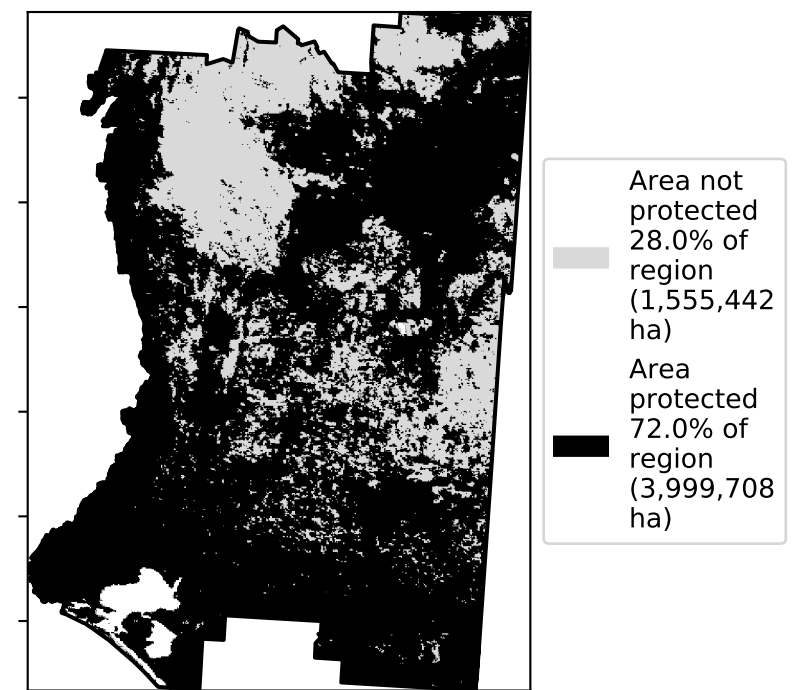 Area not
protected
28.0% of
region
(1,555,442
ha)
Area
protected
72.0% of
region
(3,999,708
ha)